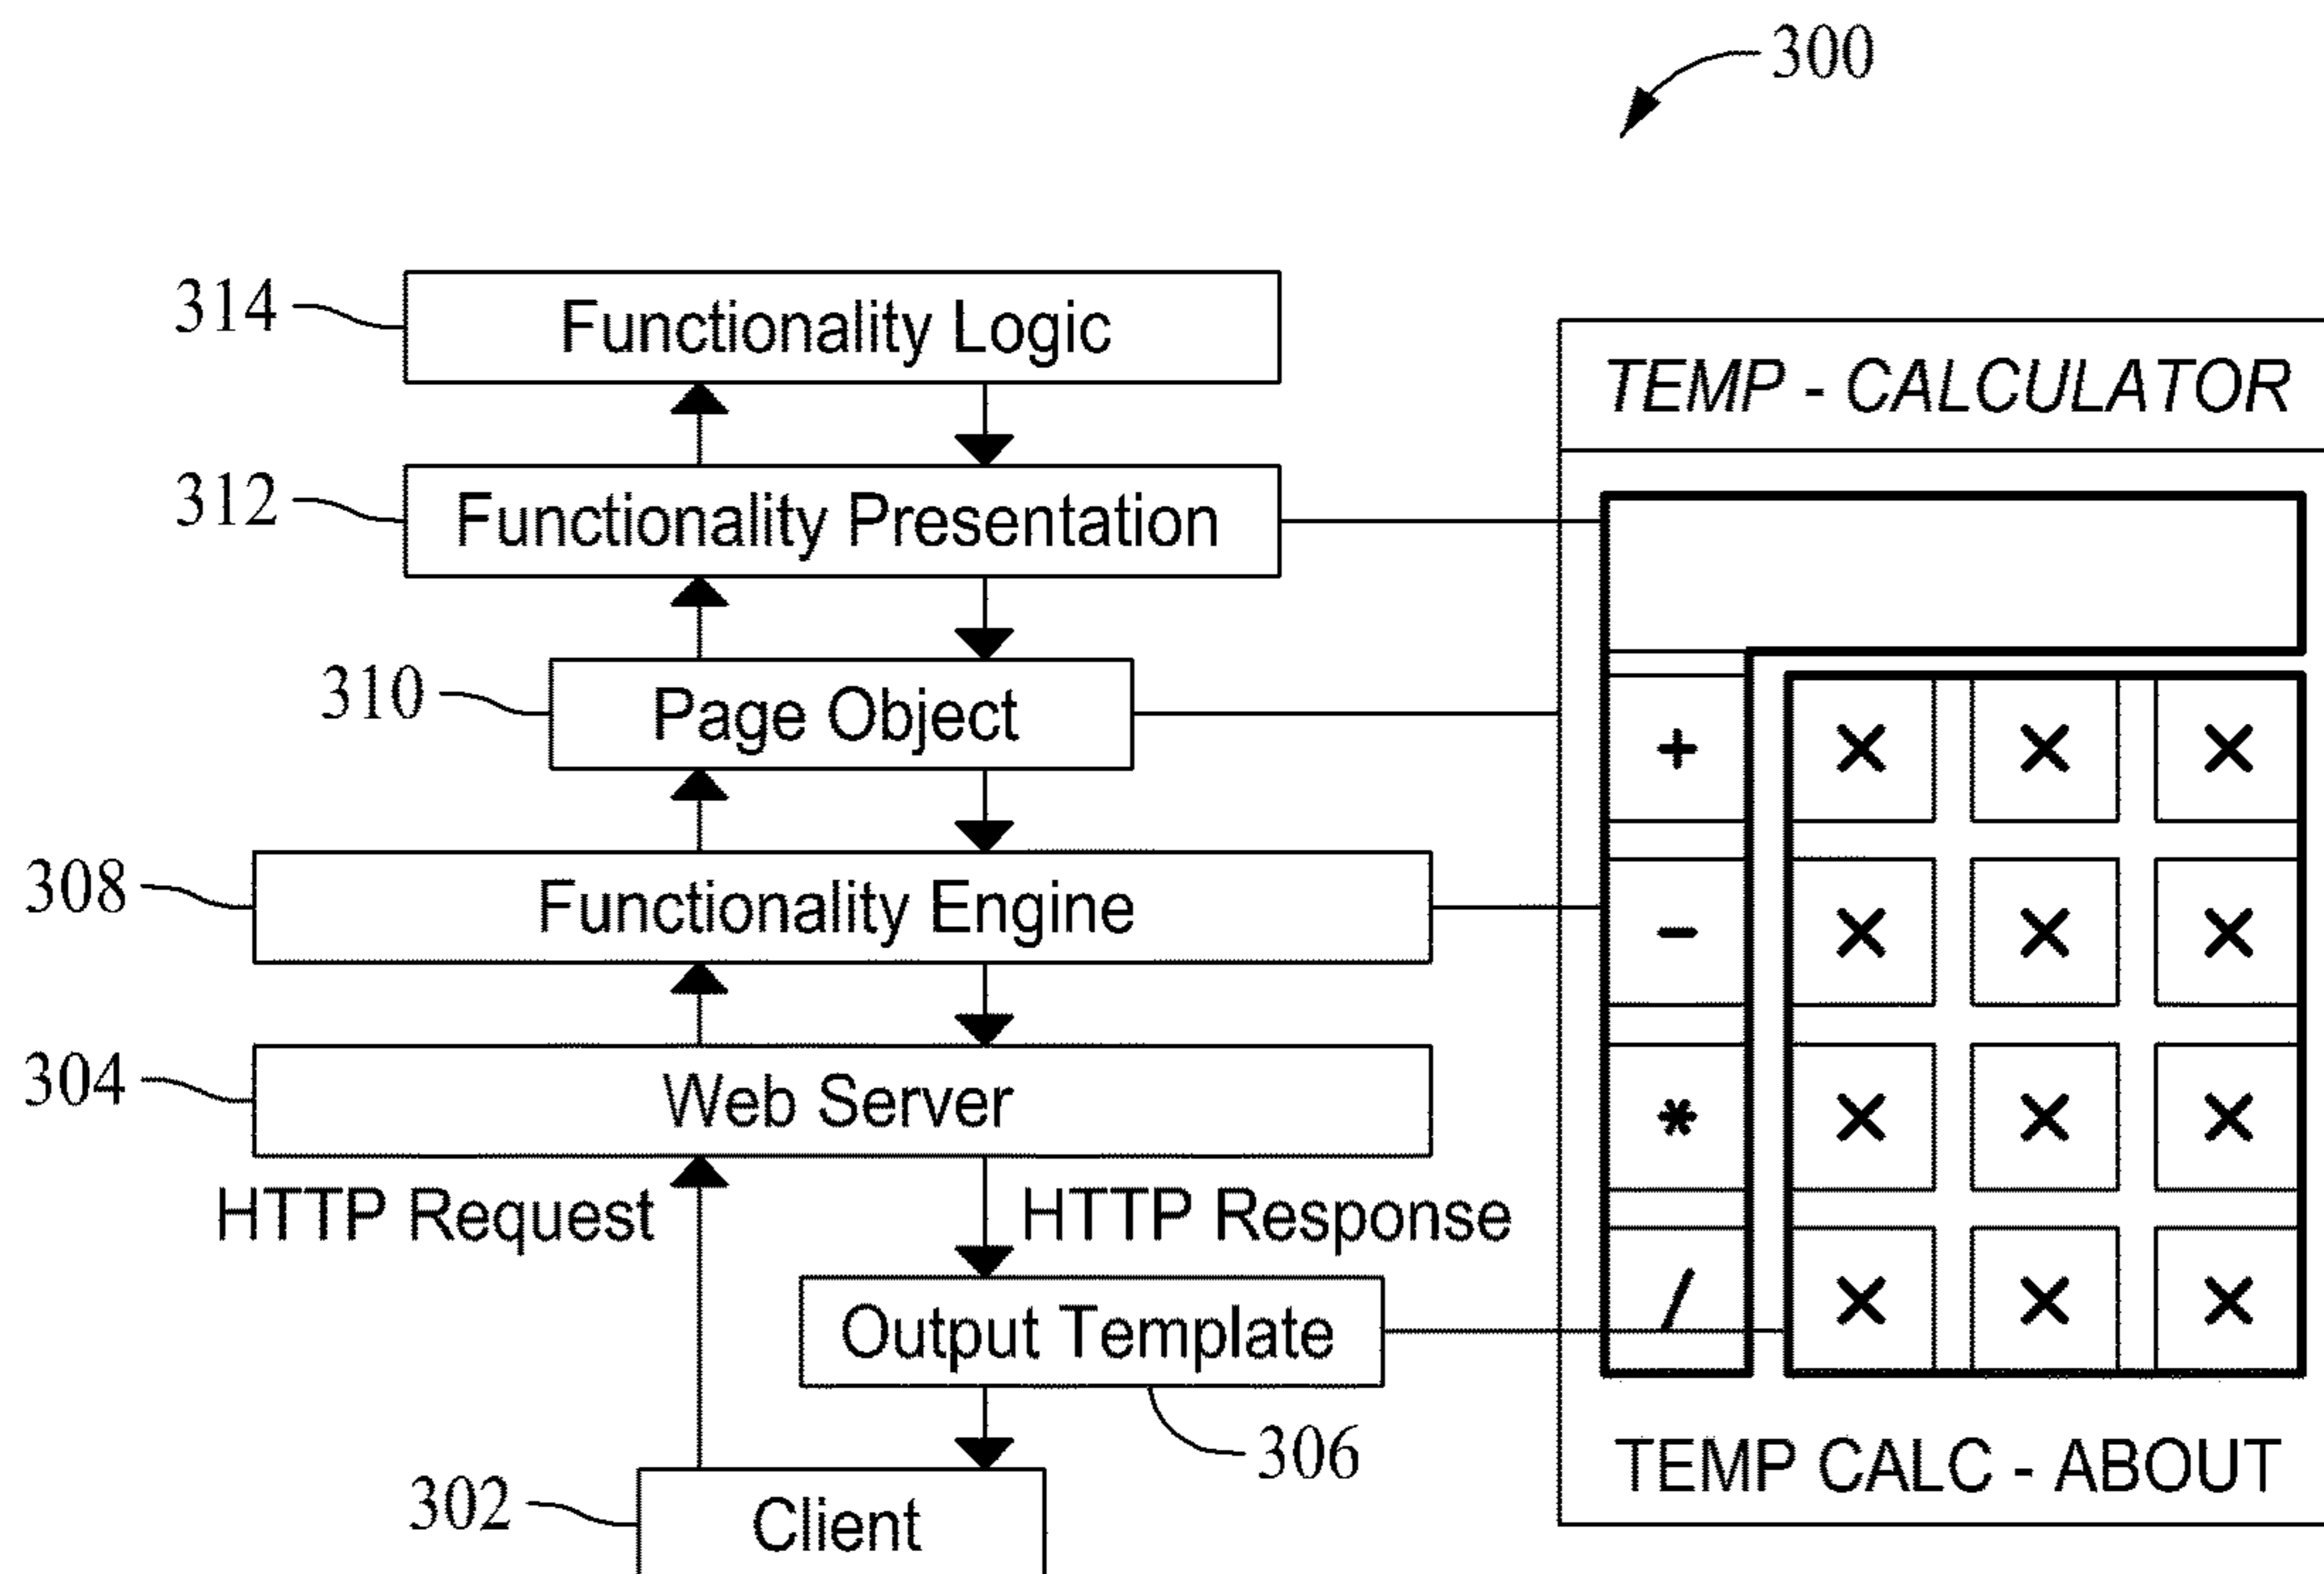 300
314
Functionality Logic
TEMP - CALCULATOR
312
Functionality Presentation
310
Page Object
+ × × ×
308
Functionality Engine
- × × ×
304
Web Server
* × × ×
HTTP Request
HTTP Response
/ × × ×
Output Template
306
TEMP CALC - ABOUT
302
Client